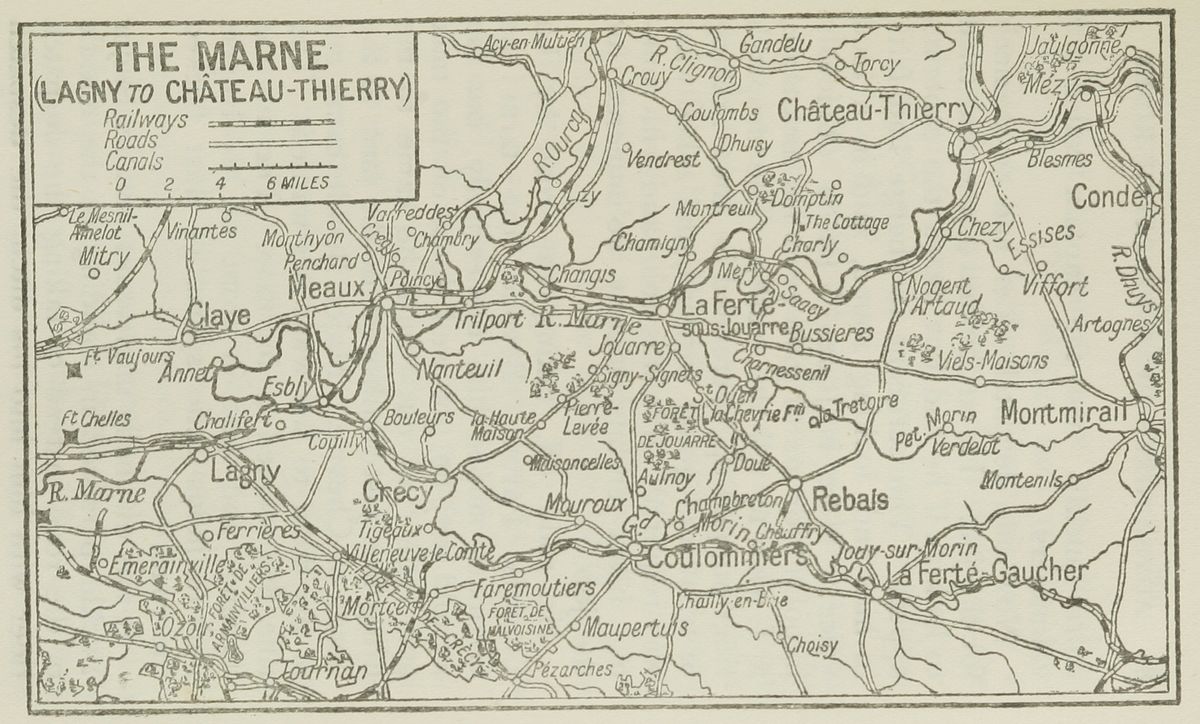 THE MARNE
(LAGNY TO CHÂTEAU-THIERRY)
Railways
Roads
Canals
0 2 4 6 MILES
Acy-en-Multien
R. Clignon
Gandelu
Torcy
Jaulgonne
Crouy
Mézy
Coulombs
Château-Thierry
R. Ourcq
Vendrest
Dhuisy
Blesmes
Lizy
Domptin
Condé
Montreuil
Le Mesnil-
Amelot
Vinantes
Varreddes
The Cottage
Monthyon
Crégy
Chambry
Chamigny
Charly
Chezy
Essises
Mitry
Penchard
Poincy
Changis
Mery
Saacy
Nogent
l'Artaud
Viffort
R. Dhuys
Meaux
La Ferté-
sous-Jouarre
Claye
Trilport
R. Marne
Bussieres
Artognes
Jouarre
Ft. Vaujours
Annet
Nanteuil
Signy-Signets
Viels-Maisons
Esbly
St Ouen
Pierre-
Levée
FORÊT
DE JOUARRE
la Chevrie Fm
la Tretoire
Ft Chelles
Chalifert
Bouleurs
la Haute
Maison
Pet. Morin
Montmirail
Couilly
Verdelot
Maisoncelles
Doue
Lagny
R. Marne
Crécy
Aulnoy
Montenils
Mouroux
Champbreton
Rebais
Gd Morin
Chauffry
Ferrières
Tigeaux
Villeneuve-le-Comte
Coulommiers
Jouy-sur-Morin
Emerainville
La Ferté-Gaucher
FORÊT DE
ARMAINVILLIERS
Mortcerf
Faremoutiers
Chailly-en-Brie
FORÊT DE
MALVOISINE
FORÊT DE CRÉCY
Ozoir
Maupertuis
Choisy
Tournan
Pézarches